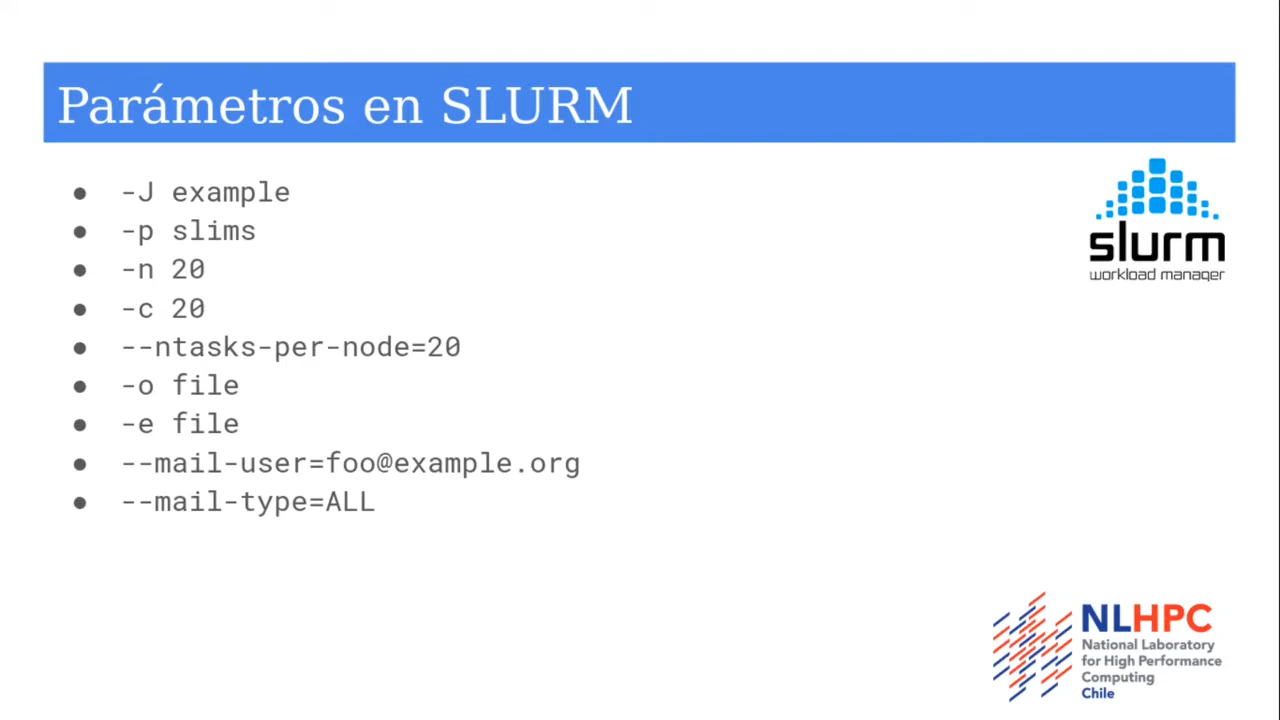 Parámetros en SLURM
● -J example
● -p slims
● -n 20
● -c 20
● --ntasks-per-node=20
● -o file
● -e file
● --mail-user=foo@example.org
● --mail-type=ALL
slurm
workload manager
NLHPC
National Laboratory
for High Performance
Computing
Chile